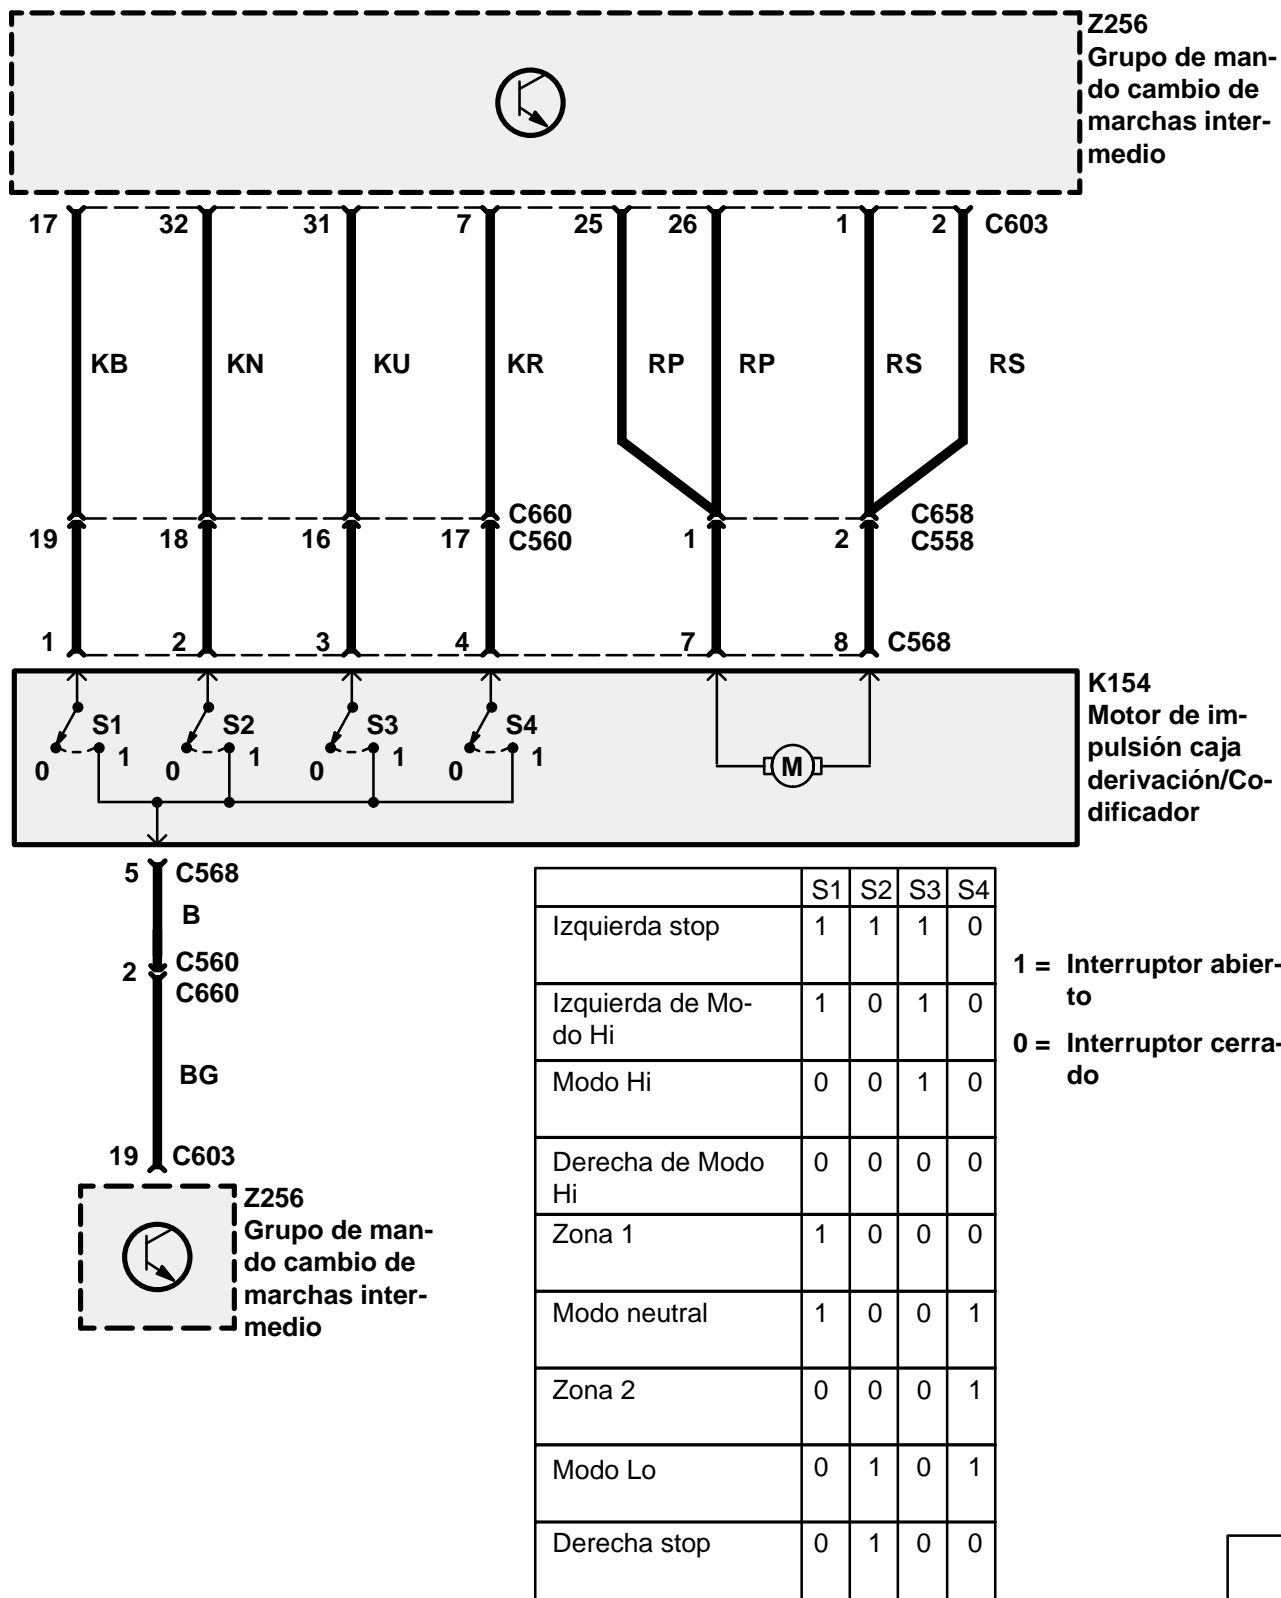 Z256
Grupo de man-
do cambio de
marchas inter-
medio
17 32 31 7 25 26 1 2 C603
KB KN KU KR RP RP RS RS
C660 C658
19 18 16 17 C560 1 2 C558
1 2 3 4 7 8 C568
K154
Motor de im-
pulsión caja
derivación/Co-
dificador
S1 S2 S3 S4
0 1 0 1 0 1 0 1 M
5 C568
B
2 C560
C660
BG
19 C603
Z256
Grupo de man-
do cambio de
marchas inter-
medio
S1 S2 S3 S4
Izquierda stop 1 1 1 0
Izquierda de Mo- 1 0 1 0
do Hi
Modo Hi 0 0 1 0
Derecha de Modo 0 0 0 0
Hi
Zona 1 1 0 0 0
Modo neutral 1 0 0 1
Zona 2 0 0 0 1
Modo Lo 0 1 0 1
Derecha stop 0 1 0 0
1 = Interruptor abier-
to
0 = Interruptor cerra-
do